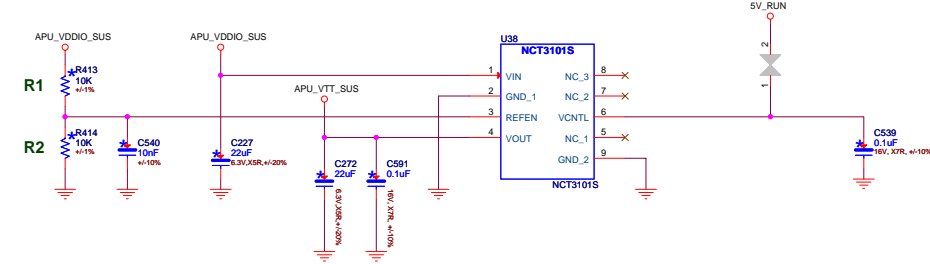 5V_RUN
APU_VDDIO_SUS
APU_VDDIO_SUS
U38
NCT3101S
R1
R413
10K
+/-1%
APU_VTT_SUS
1
VIN
NC_3
8
2
GND_1
NC_2
7
3
REFEN
VCNTL
6
4
VOUT
NC_1
5
GND_2
9
NCT3101S
2
1
R2
R414
10K
+/-1%
C540
10nF
+/-10%
C227
22uF
6.3V,X5R,+/-20%
C272
22uF
6.3V,X5R,+/-20%
C591
0.1uF
16V, X7R, +/-10%
C539
0.1uF
16V, X7R, +/-10%